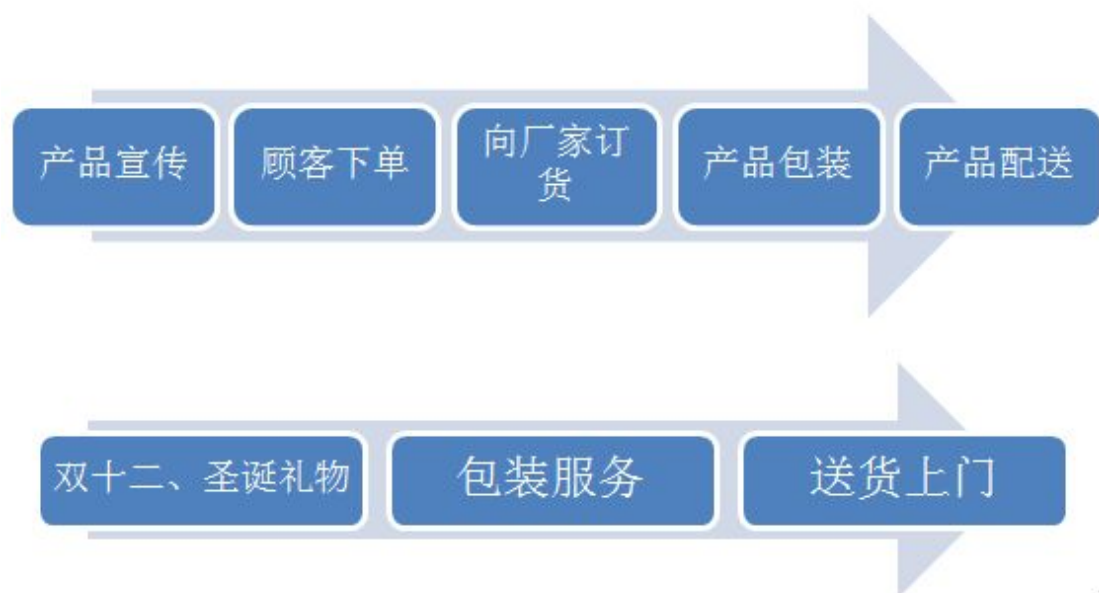 产品宣传
顾客下单
向厂家订
货
产品包装
产品配送
双十二、圣诞礼物
包装服务
送货上门